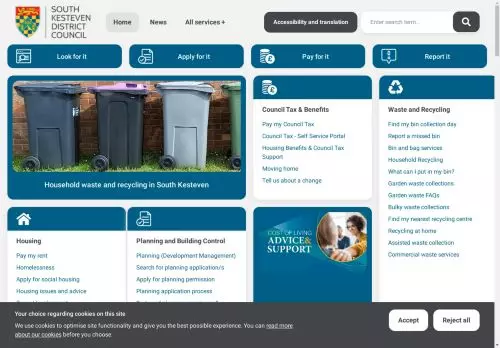 SOUTH
KESTEVEN
DISTRICT
COUNCIL
Home
News
All services +
Accessibility and translation
Enter search term...
Look for it
Apply for it
Pay for it
Report it
Household waste and recycling in South Kesteven
Council Tax & Benefits
Pay my Council Tax
Council Tax - Self Service Portal
Housing Benefits & Council Tax
Support
Moving home
Tell us about a change
Waste and Recycling
Find my bin collection day
Report a missed bin
Bin and bag services
Household Recycling
What can I put in my bin?
Garden waste collections
Garden waste FAQs
Bulky waste collections
Find my nearest recycling centre
Recycling at home
Assisted waste collection
Commercial waste services
Housing
Pay my rent
Homelessness
Apply for social housing
Housing issues and advice
Planning and Building Control
Planning (Development Management)
Search for planning application/s
Apply for planning permission
Planning application process
COST OF LIVING
ADVICE &
SUPPORT
Your choice regarding cookies on this site
We use cookies to optimise site functionality and give you the best possible experience. You can read more
about our cookies before you choose
Accept
Reject all